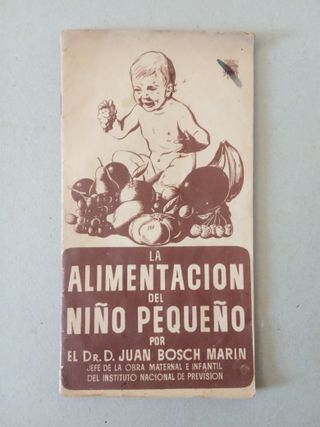 LA
ALIMENTACION
DEL
NIÑO PEQUEÑO
POR
EL DR. D. JUAN BOSCH MARIN
JEFE DE LA OBRA MATERNAL E INFANTIL
DEL INSTITUTO NACIONAL DE PREVISION